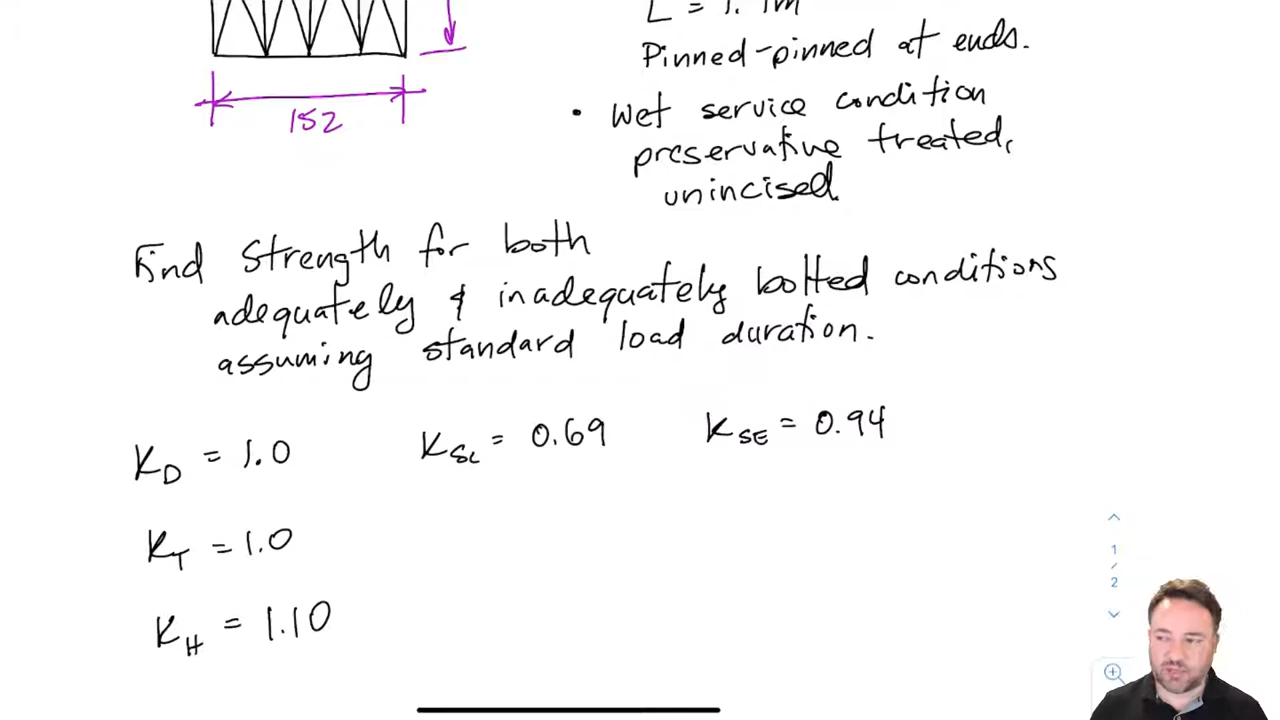 Pinned-pinned at ends.
152
• Wet service condition
preservative treated,
unincised.
Find strength for both
adequately & inadequately bolted conditions
assuming standard load duration.
K_D = 1.0 K_Sc = 0.69 K_SE = 0.94
K_T = 1.0
K_H = 1.10
1
/
2